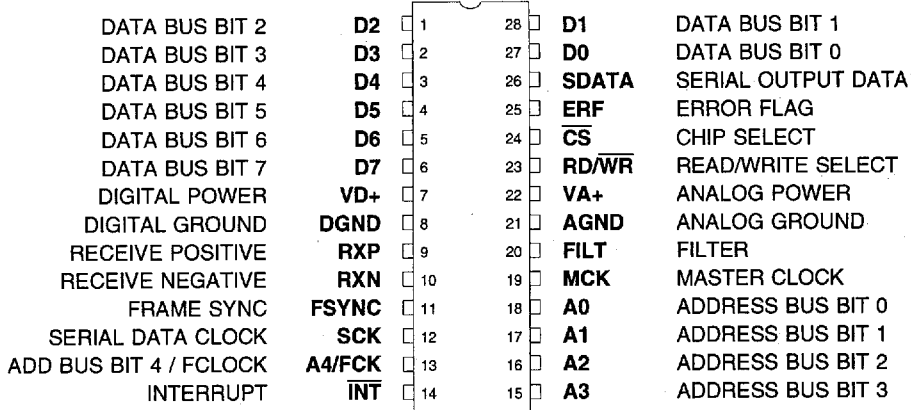 DATA BUS BIT 2 D2 1 28 D1 DATA BUS BIT 1
DATA BUS BIT 3 D3 2 27 D0 DATA BUS BIT 0
DATA BUS BIT 4 D4 3 26 SDATA SERIAL OUTPUT DATA
DATA BUS BIT 5 D5 4 25 ERF ERROR FLAG
DATA BUS BIT 6 D6 5 24 C̅S̅ CHIP SELECT
DATA BUS BIT 7 D7 6 23 RD/W̅R̅ READ/WRITE SELECT
DIGITAL POWER VD+ 7 22 VA+ ANALOG POWER
DIGITAL GROUND DGND 8 21 AGND ANALOG GROUND
RECEIVE POSITIVE RXP 9 20 FILT FILTER
RECEIVE NEGATIVE RXN 10 19 MCK MASTER CLOCK
FRAME SYNC FSYNC 11 18 A0 ADDRESS BUS BIT 0
SERIAL DATA CLOCK SCK 12 17 A1 ADDRESS BUS BIT 1
ADD BUS BIT 4 / FCLOCK A4/FCK 13 16 A2 ADDRESS BUS BIT 2
INTERRUPT I̅N̅T̅ 14 15 A3 ADDRESS BUS BIT 3